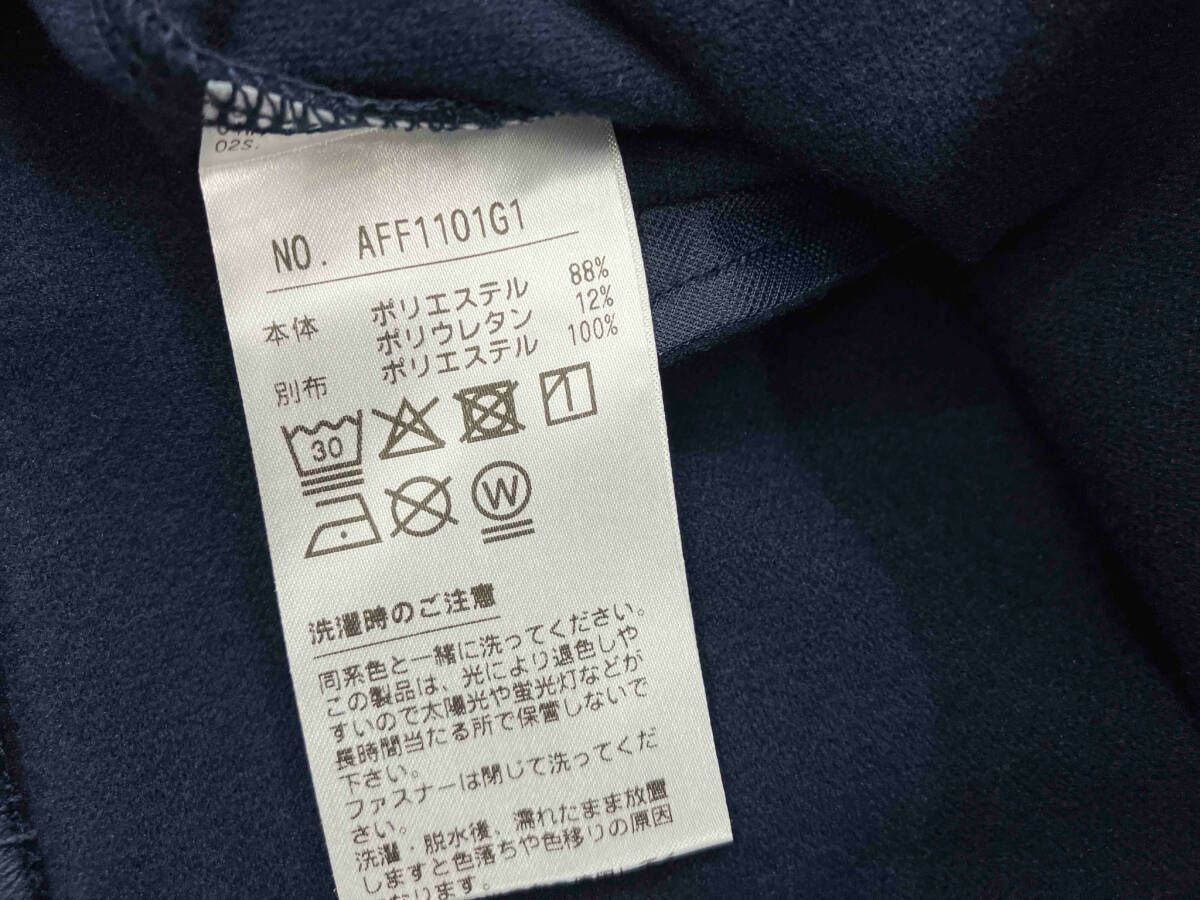 02S.
NO. AFF1101G1
本体 ポリエステル 88%
ポリウレタン 12%
別布 ポリエステル 100%
30
1
W
洗濯時のご注意
同系色と一緒に洗ってください。
この製品は、光により退色しや
すいので太陽光や蛍光灯などが
長時間当たる所で保管しないで
下さい。
ファスナーは閉じて洗ってくだ
さい。
洗濯・脱水後、濡れたまま放置
しますと色落ちや色移りの原因
なります。